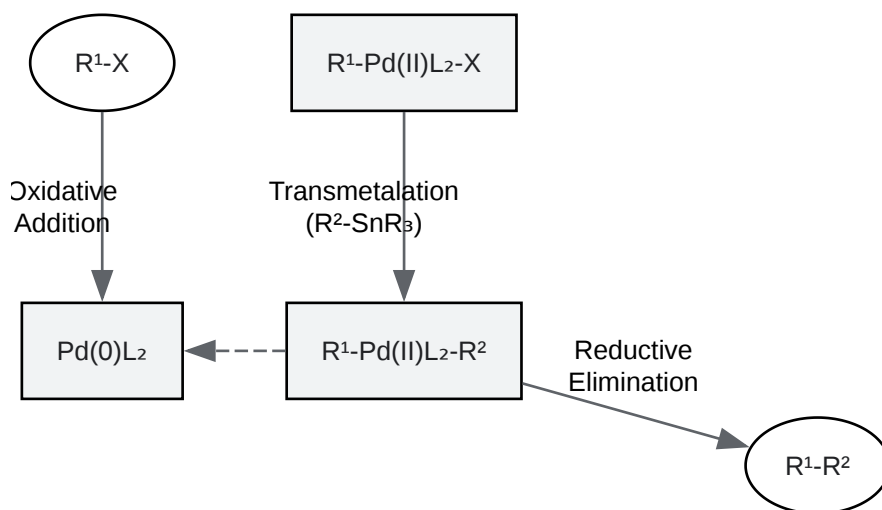 R¹-X
R¹-Pd(II)L₂-X
Oxidative
Addition
Transmetalation
(R²-SnR₃)
Pd(0)L₂
R¹-Pd(II)L₂-R²
Reductive
Elimination
R¹-R²